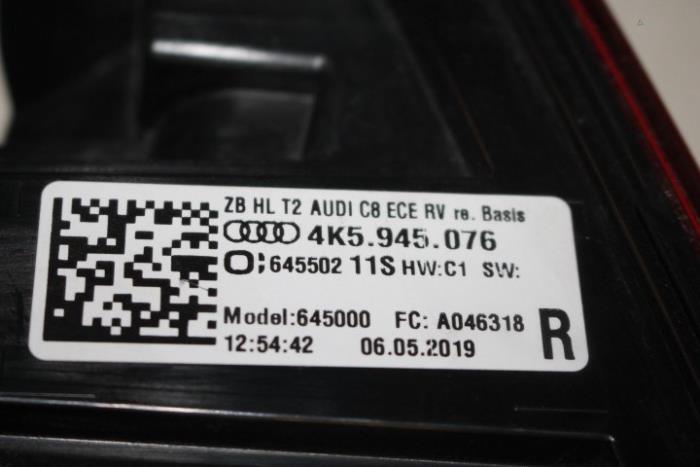 ZB HL T2 AUDI C8 ECE RV re. Basis
4K5.945.076
645502 11S HW:C1 SW:
Model:645000 FC: A046318
12:54:42 06.05.2019
R